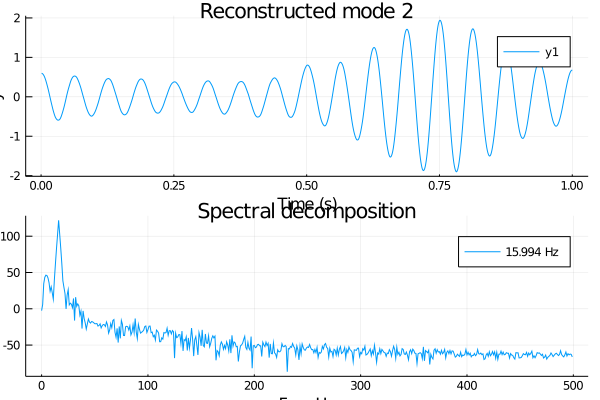 Reconstructed mode 2
2
1
0
-1
-2
y1
0.00 0.25 0.50 0.75 1.00
Time (s)
Spectral decomposition
100
50
0
-50
15.994 Hz
0 100 200 300 400 500